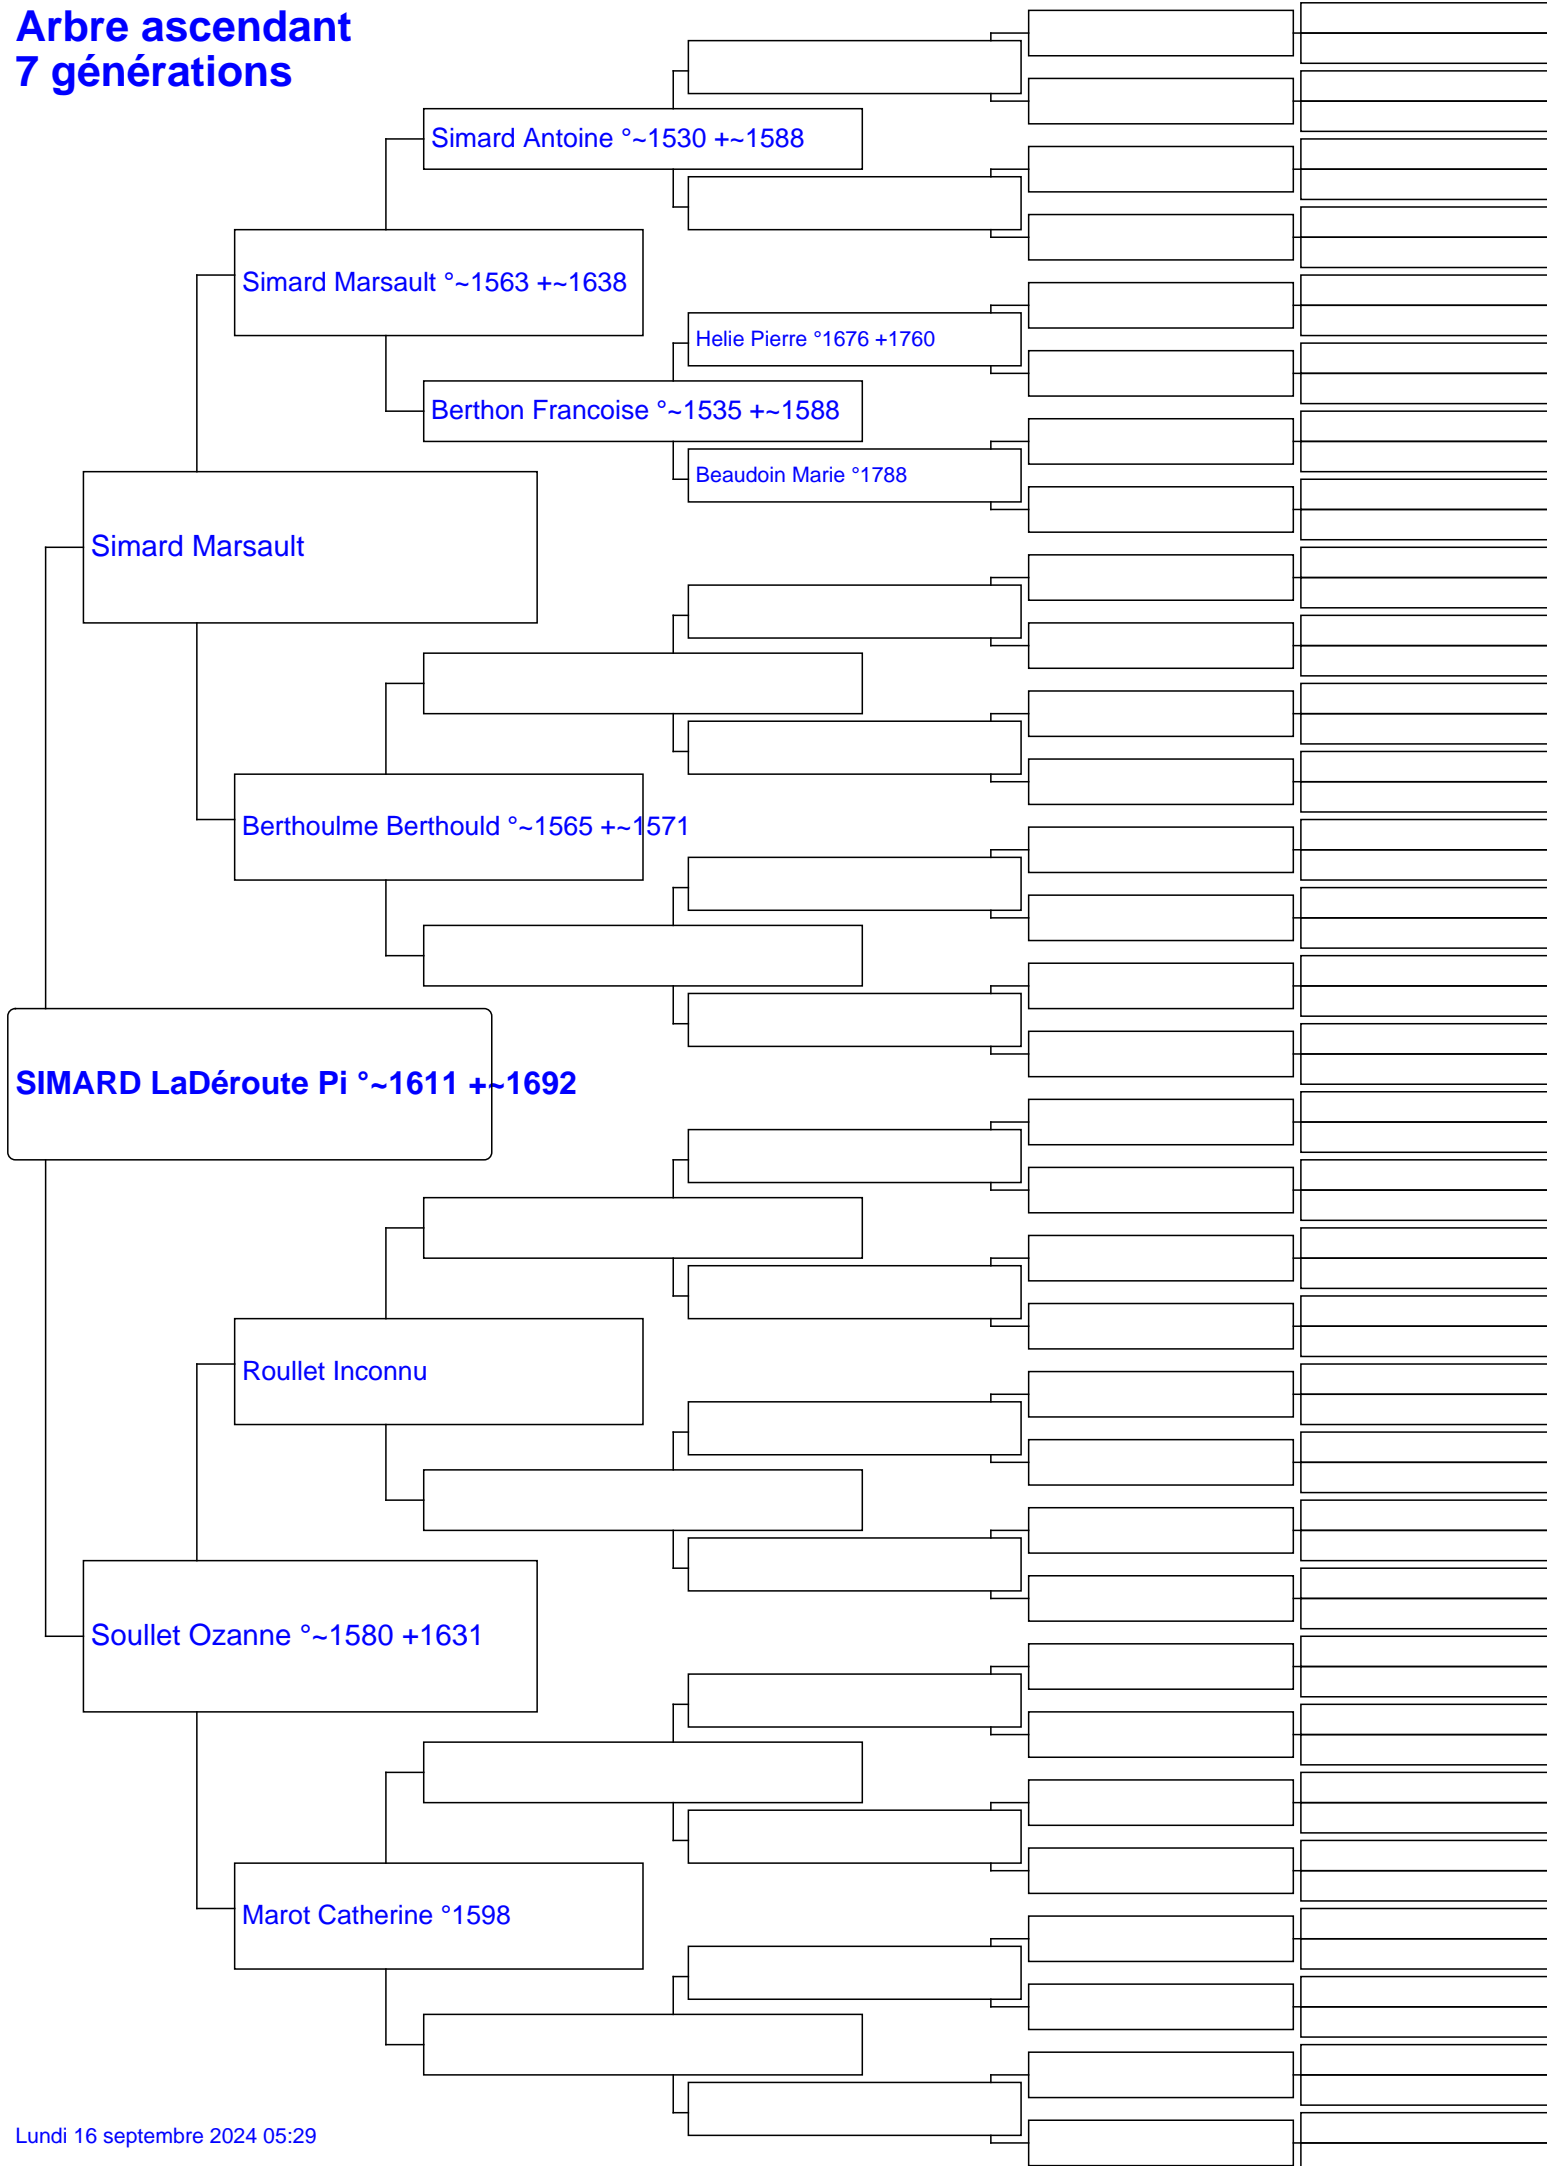 Arbre ascendant
7 générations
Simard Antoine °~1530 +~1588
Simard Marsault °~1563 +~1638
Helie Pierre °1676 +1760
Berthon Francoise °~1535 +~1588
Beaudoin Marie °1788
Simard Marsault
Berthoulme Berthould °~1565 +~1571
SIMARD LaDéroute Pi °~1611 +~1692
Roullet Inconnu
Soullet Ozanne °~1580 +1631
Marot Catherine °1598
Lundi 16 septembre 2024 05:29